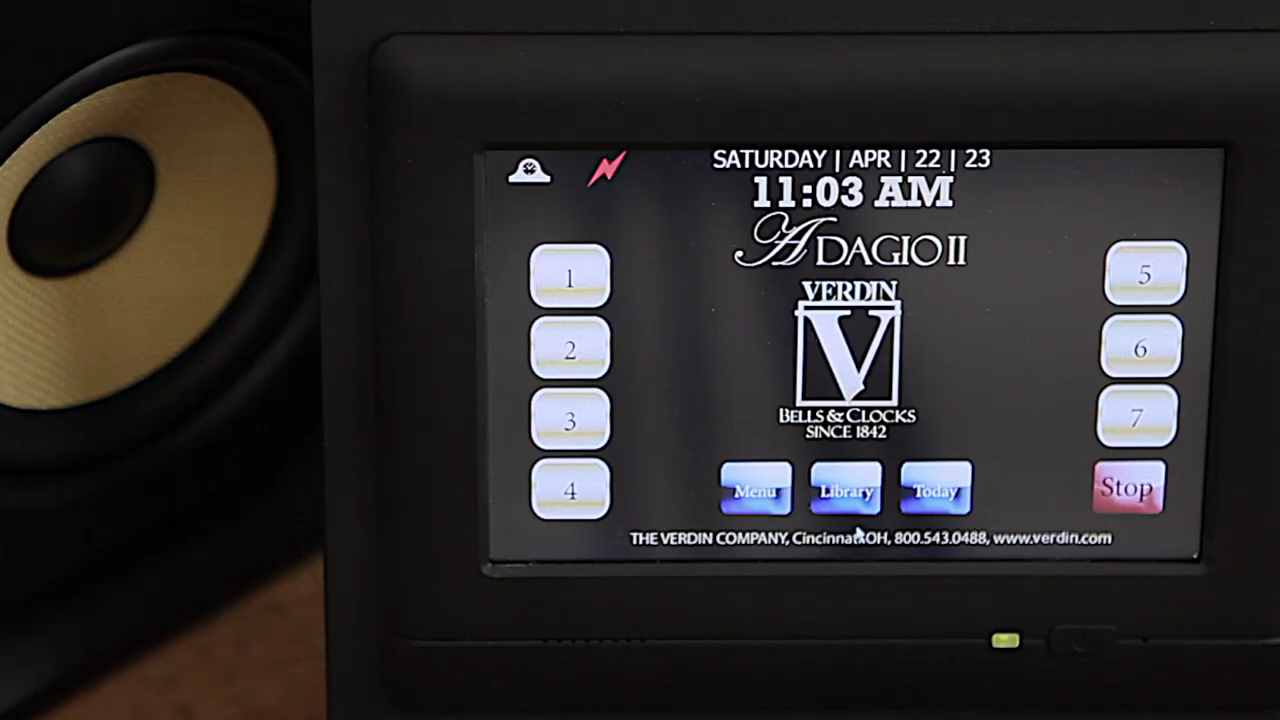 SATURDAY | APR | 22 | 23
11:03 AM
ADAGIO II
VERDIN
V
BELLS & CLOCKS
SINCE 1842
1
2
3
4
5
6
7
Stop
Menu
Library
Today
THE VERDIN COMPANY, Cincinnati OH, 800.543.0488, www.verdin.com